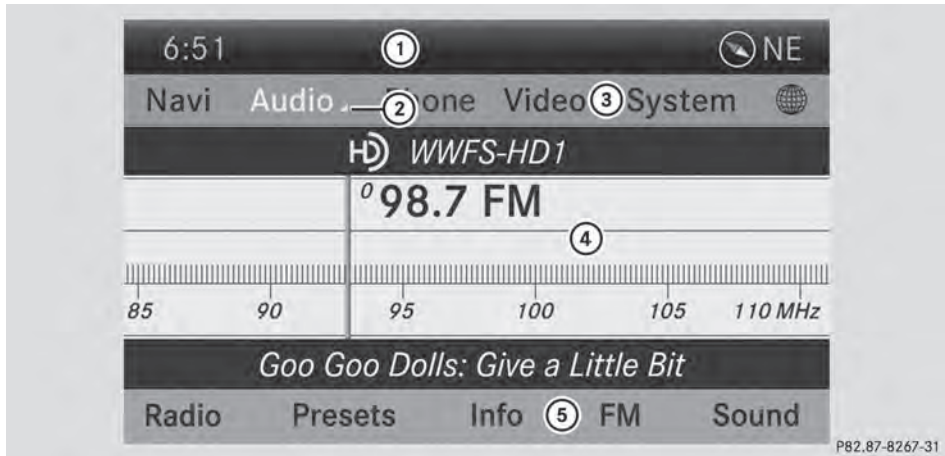 6:51 1 NE
Navi Audio 2 Phone Video 3 System
HD WWFS-HD1
0 98.7 FM
4
85 90 95 100 105 110 MHz
Goo Goo Dolls: Give a Little Bit
Radio Presets Info 5 FM Sound
P82.87-8267-31